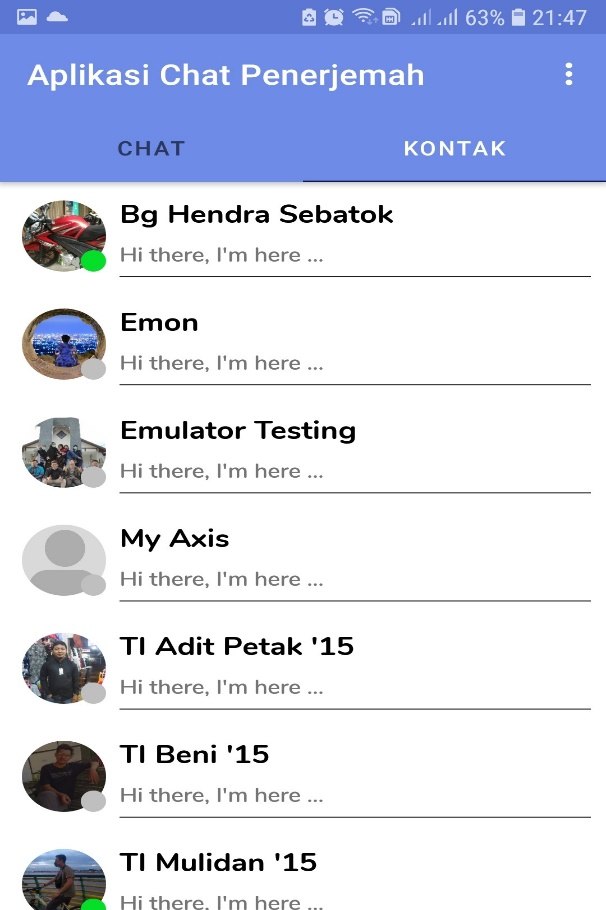 63% 21:47
Aplikasi Chat Penerjemah
CHAT KONTAK
Bg Hendra Sebatok
Hi there, I'm here ...
Emon
Hi there, I'm here ...
Emulator Testing
Hi there, I'm here ...
My Axis
Hi there, I'm here ...
TI Adit Petak '15
Hi there, I'm here ...
TI Beni '15
Hi there, I'm here ...
TI Mulidan '15
Hi there, I'm here ...